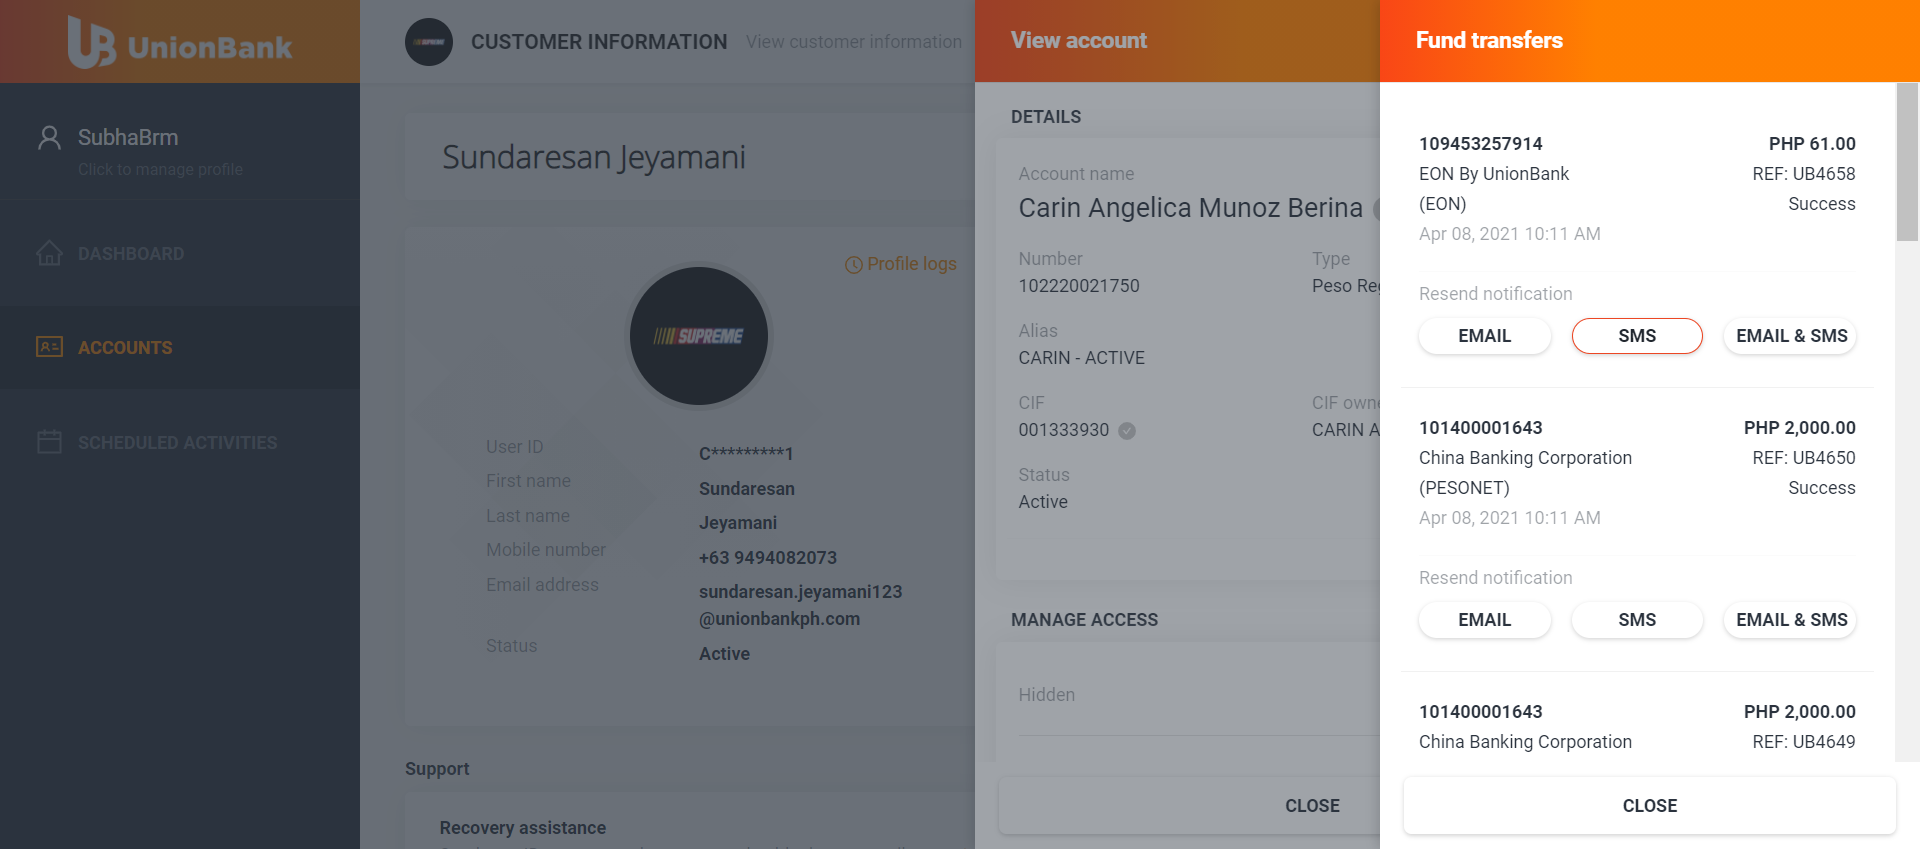 UB UnionBank
SubhaBrm
Click to manage profile
DASHBOARD
ACCOUNTS
SCHEDULED ACTIVITIES
SUPREME
CUSTOMER INFORMATION
View customer information
Sundaresan Jeyamani
Profile logs
SUPREME
User ID
C*********1
First name
Sundaresan
Last name
Jeyamani
Mobile number
+63 9494082073
Email address
sundaresan.jeyamani123
@unionbankph.com
Status
Active
Support
Recovery assistance
View account
DETAILS
Account name
Carin Angelica Munoz Berina
Number
102220021750
Type
Peso Reg
Alias
CARIN - ACTIVE
CIF
001333930
CIF owne
CARIN A
Status
Active
MANAGE ACCESS
Hidden
CLOSE
Fund transfers
109453257914
PHP 61.00
EON By UnionBank
REF: UB4658
(EON)
Success
Apr 08, 2021 10:11 AM
Resend notification
EMAIL
SMS
EMAIL & SMS
101400001643
PHP 2,000.00
China Banking Corporation
REF: UB4650
(PESONET)
Success
Apr 08, 2021 10:11 AM
Resend notification
EMAIL
SMS
EMAIL & SMS
101400001643
PHP 2,000.00
China Banking Corporation
REF: UB4649
CLOSE